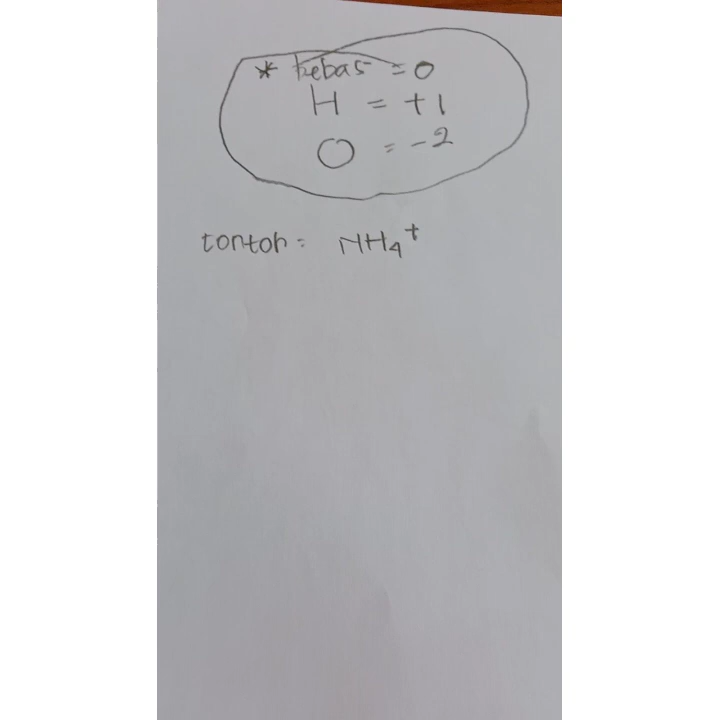 * bebas = 0
H = +1
O = -2
contoh : NH₄⁺